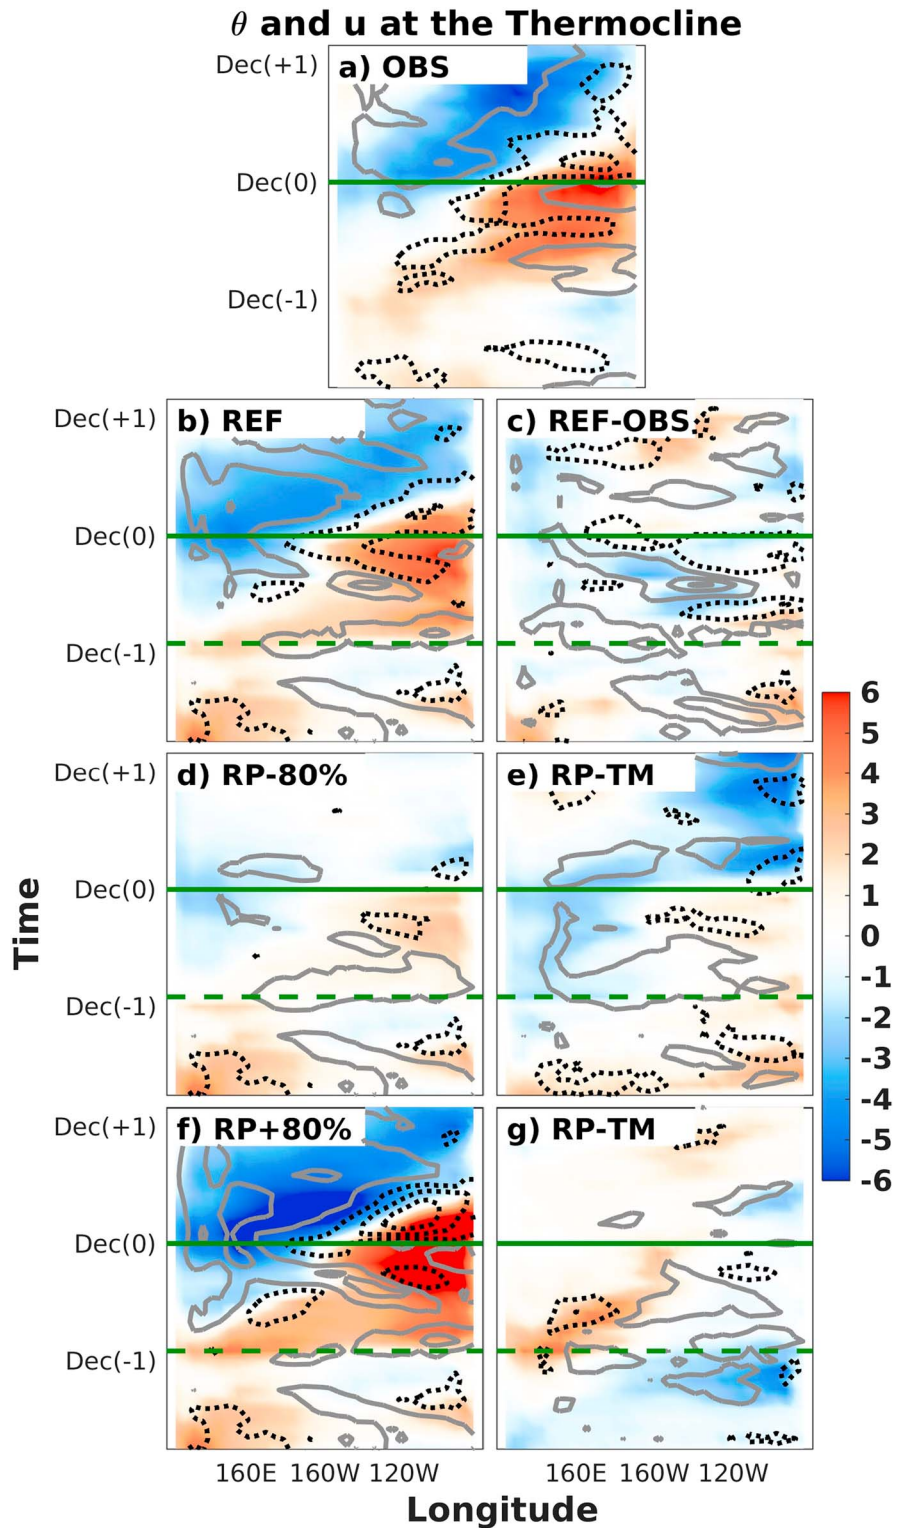 θ and u at the Thermocline
Dec(+1)
a) OBS
Dec(0)
Dec(-1)
Dec(+1)
b) REF
c) REF-OBS
Dec(0)
Dec(-1)
Dec(+1)
d) RP-80%
e) RP-TM
Dec(0)
Dec(-1)
Dec(+1)
f) RP+80%
g) RP-TM
Dec(0)
Dec(-1)
160E 160W 120W
160E 160W 120W
Longitude
Time
6
5
4
3
2
1
0
-1
-2
-3
-4
-5
-6